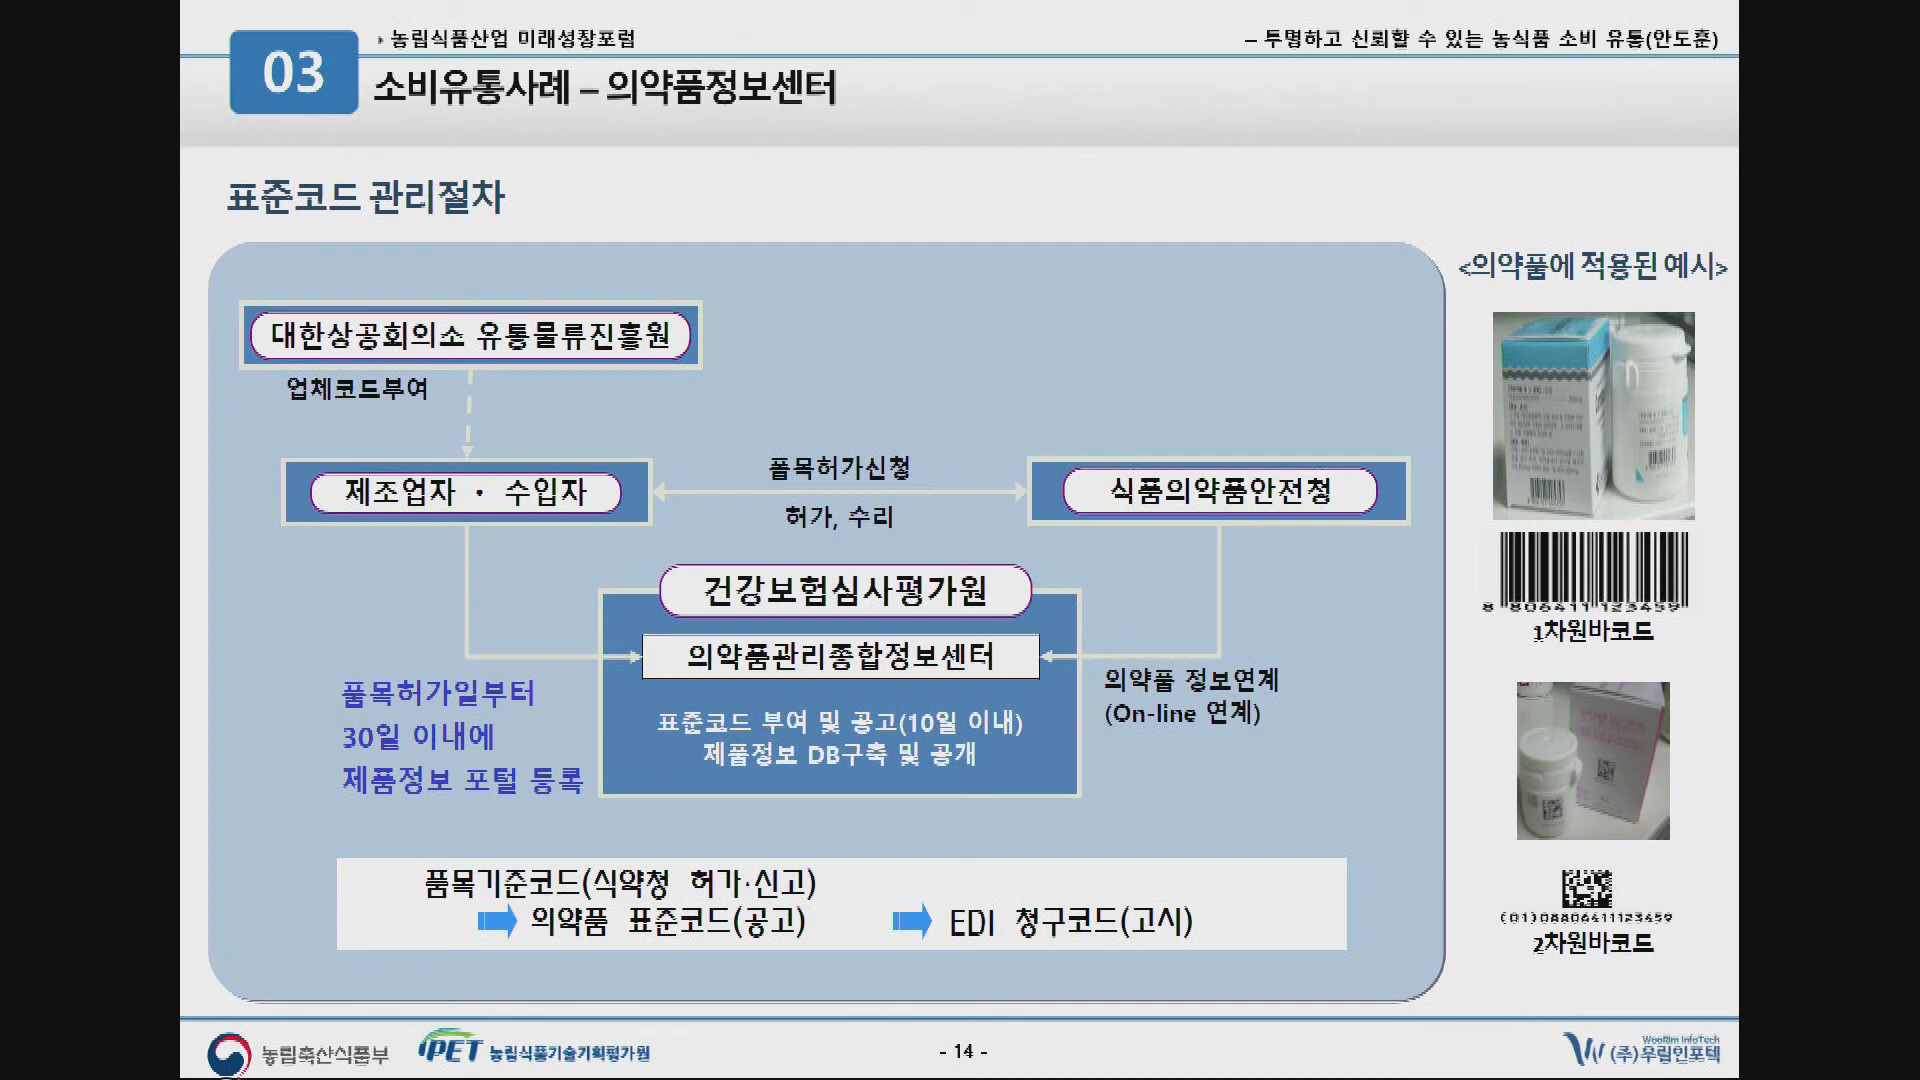 03
농림식품산업 미래성장포럼
– 투명하고 신뢰할 수 있는 농식품 소비 유통(안도훈)
소비유통사례 – 의약품정보센터
표준코드 관리절차
<의약품에 적용된 예시>
대한상공회의소 유통물류진흥원
업체코드부여
제조업자 · 수입자
품목허가신청
허가, 수리
식품의약품안전청
건강보험심사평가원
의약품관리종합정보센터
표준코드 부여 및 공고(10일 이내)
제품정보 DB구축 및 공개
품목허가일부터
30일 이내에
제품정보 포털 등록
의약품 정보연계
(On-line 연계)
품목기준코드(식약청 허가·신고)
의약품 표준코드(공고)
EDI 청구코드(고시)
8 806411 123459
1차원바코드
(01)08806411123459
2차원바코드
농림축산식품부
iPET 농림식품기술기획평가원
- 14 -
WooRim InfoTech
(주)우림인포텍